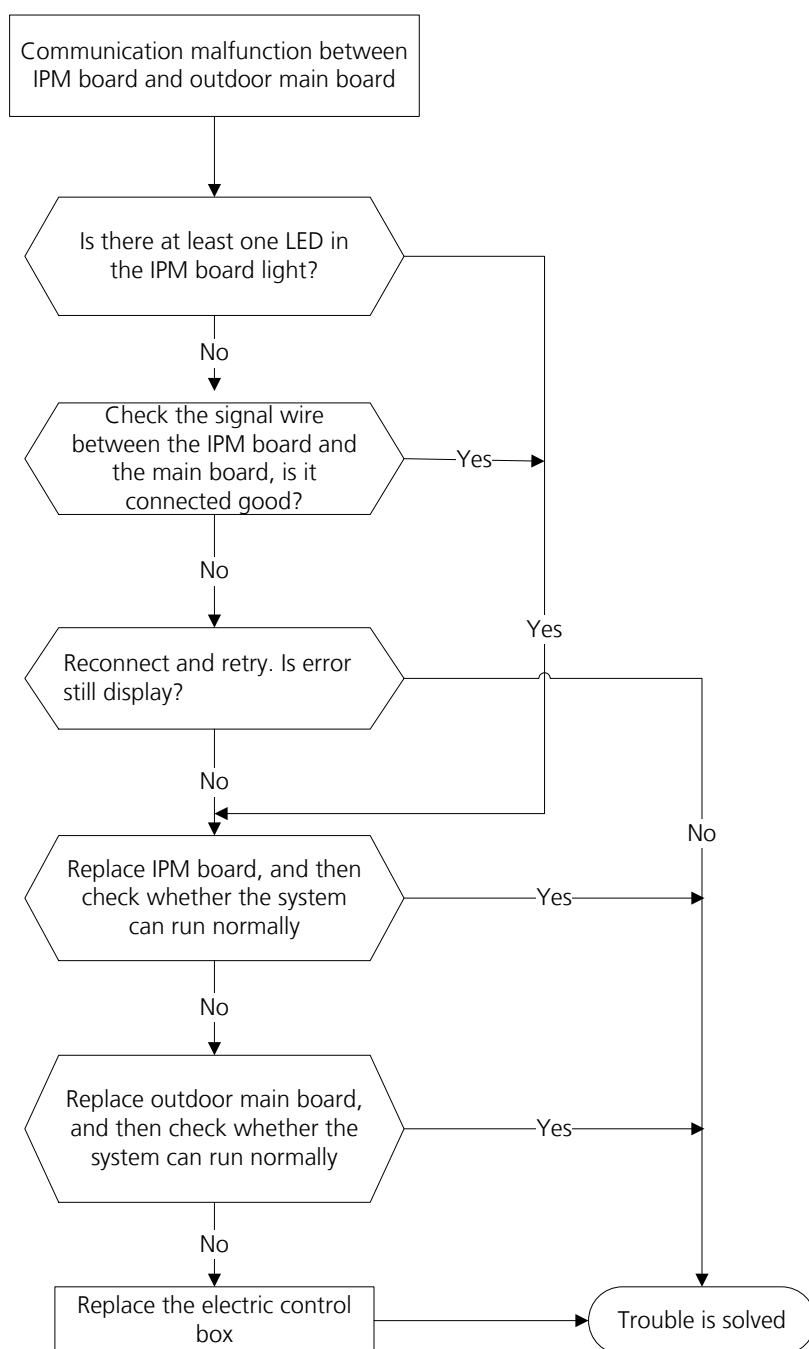 Communication malfunction between
IPM board and outdoor main board
Is there at least one LED in
the IPM board light?
No
Check the signal wire
between the IPM board and
the main board, is it
connected good?
Yes
No
Yes
Reconnect and retry. Is error
still display?
No
No
Replace IPM board, and then
check whether the system
can run normally
Yes
No
Replace outdoor main board,
and then check whether the
system can run normally
Yes
No
Replace the electric control
box
Trouble is solved